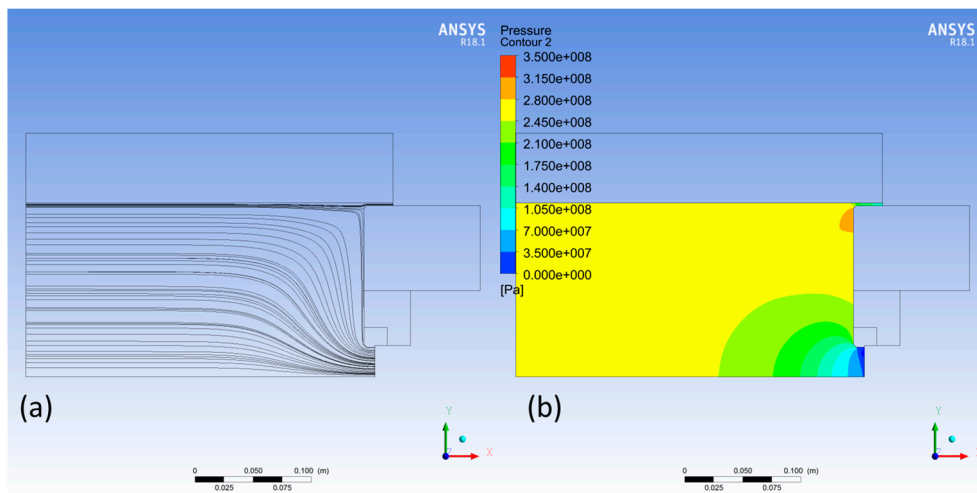 ANSYS
R18.1
(a)
Y
Z
X
0
0.050
0.100 (m)
0.025
0.075
Pressure
Contour 2
3.500e+008
3.150e+008
2.800e+008
2.450e+008
2.100e+008
1.750e+008
1.400e+008
1.050e+008
7.000e+007
3.500e+007
0.000e+000
[Pa]
ANSYS
R18.1
(b)
Y
Z
X
0
0.050
0.100 (m)
0.025
0.075